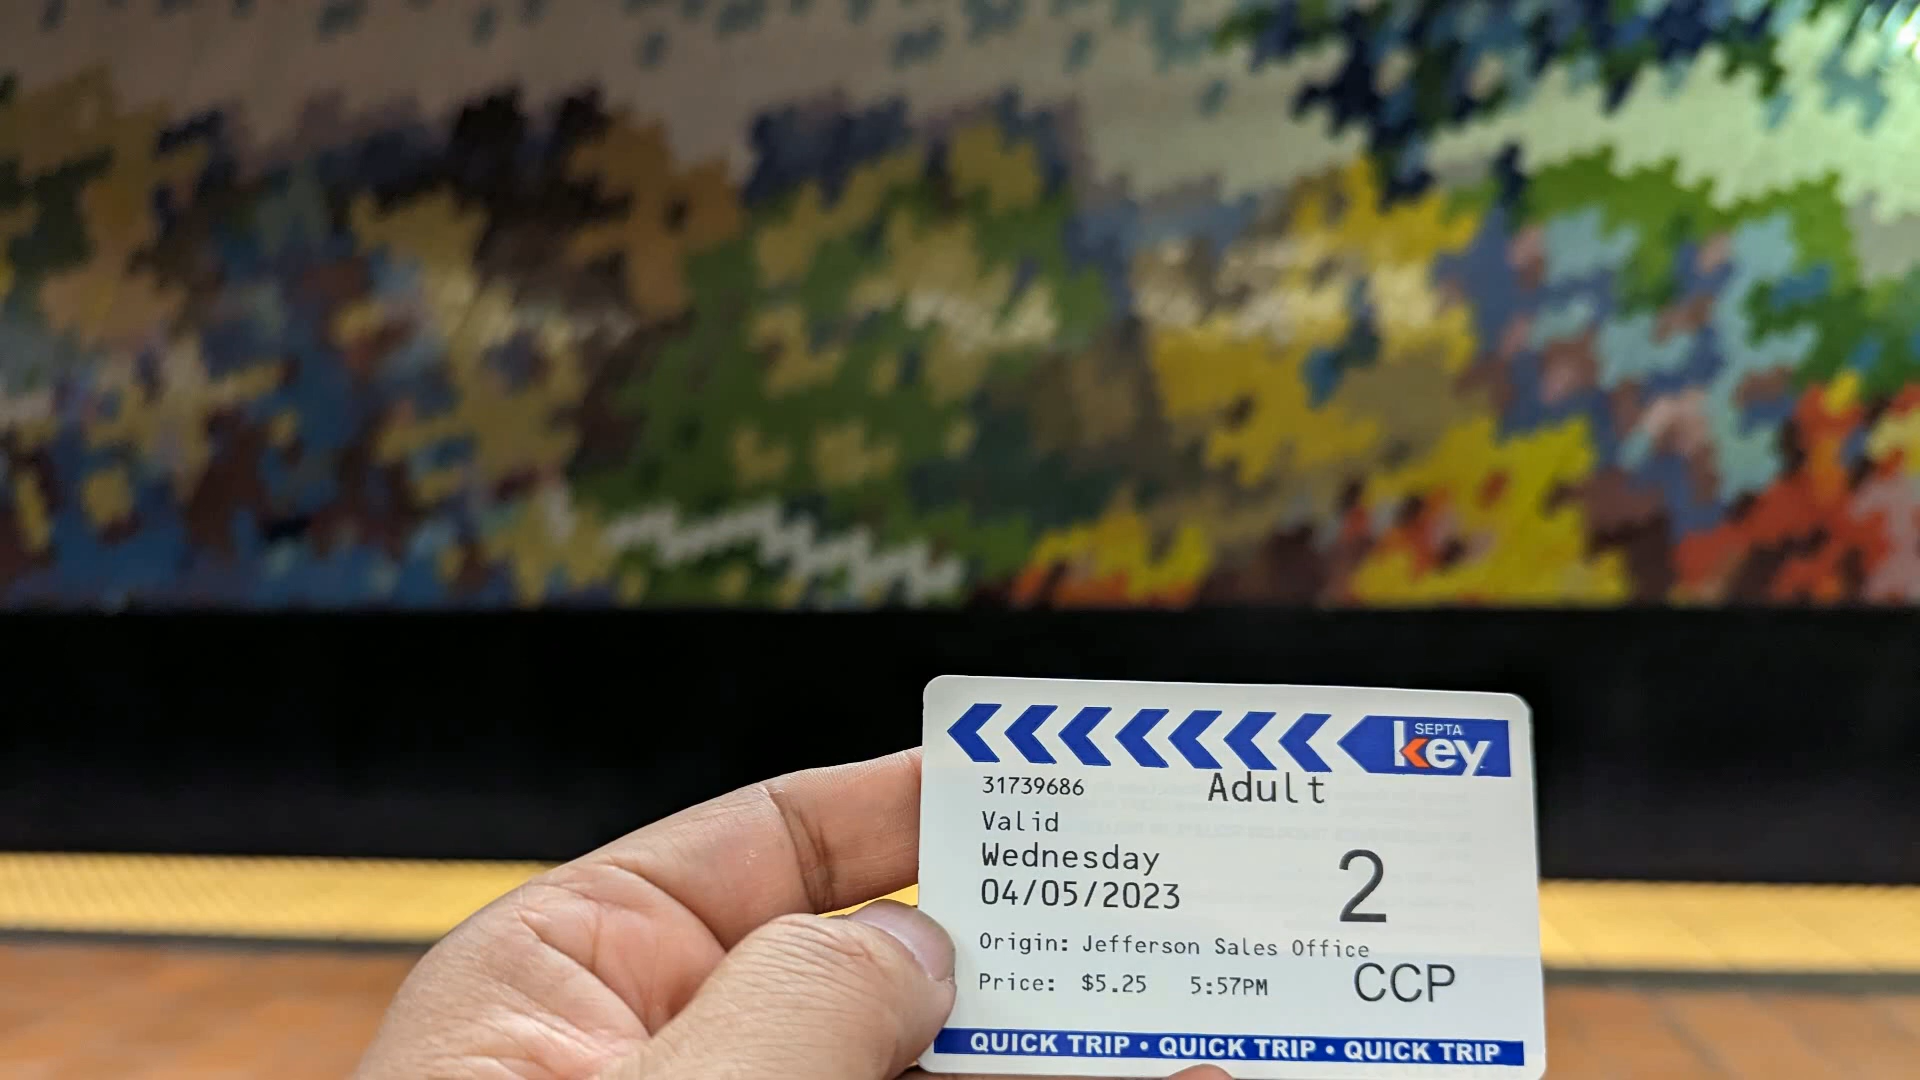 SEPTA
key
31739686 Adult
Valid
Wednesday
04/05/2023
2
Origin: Jefferson Sales Office
Price: $5.25 5:57PM
CCP
QUICK TRIP • QUICK TRIP • QUICK TRIP